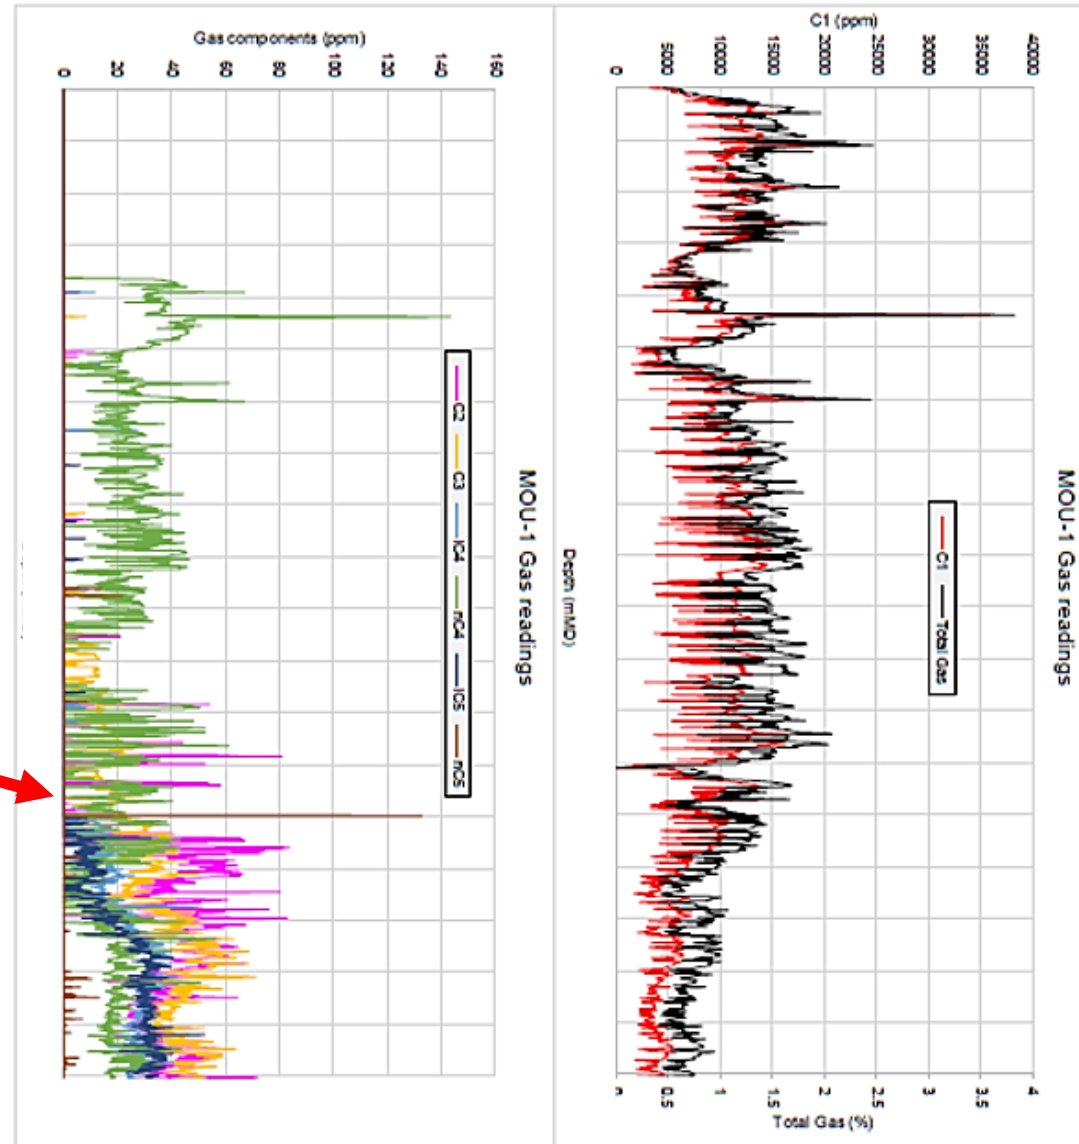 Gas components (ppm)
0 20 40 60 80 100 120 140 160
C2 C3 IC4 nC4 IC5 nC5
MOU-1 Gas readings
C1 (ppm)
0 5000 10000 15000 20000 25000 30000 35000 40000
Depth (mMD)
C1 Total Gas
MOU-1 Gas readings
0.5 1 1.5 2 2.5 3 3.5 4
Total Gas (%)